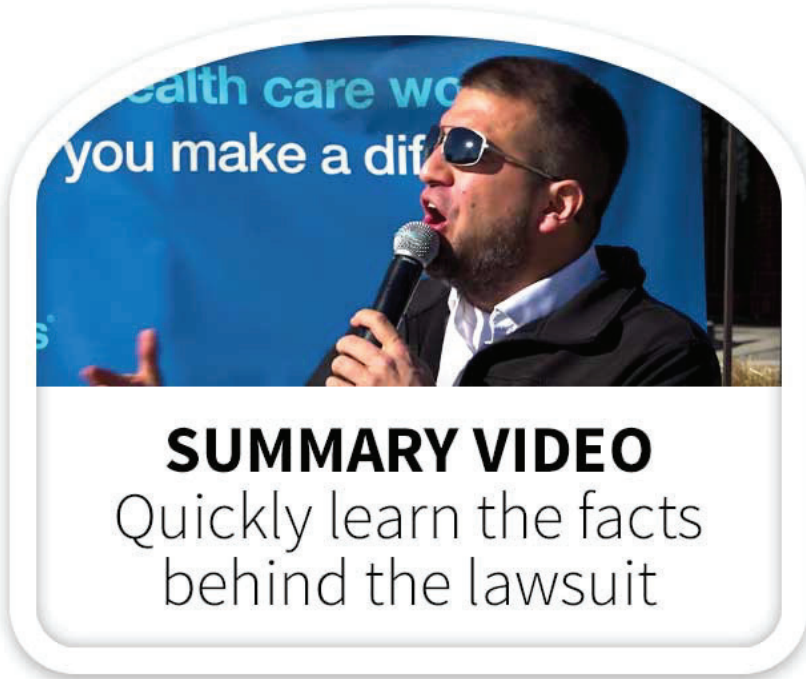 ealth care wo
you make a dif
s
SUMMARY VIDEO
Quickly learn the facts
behind the lawsuit